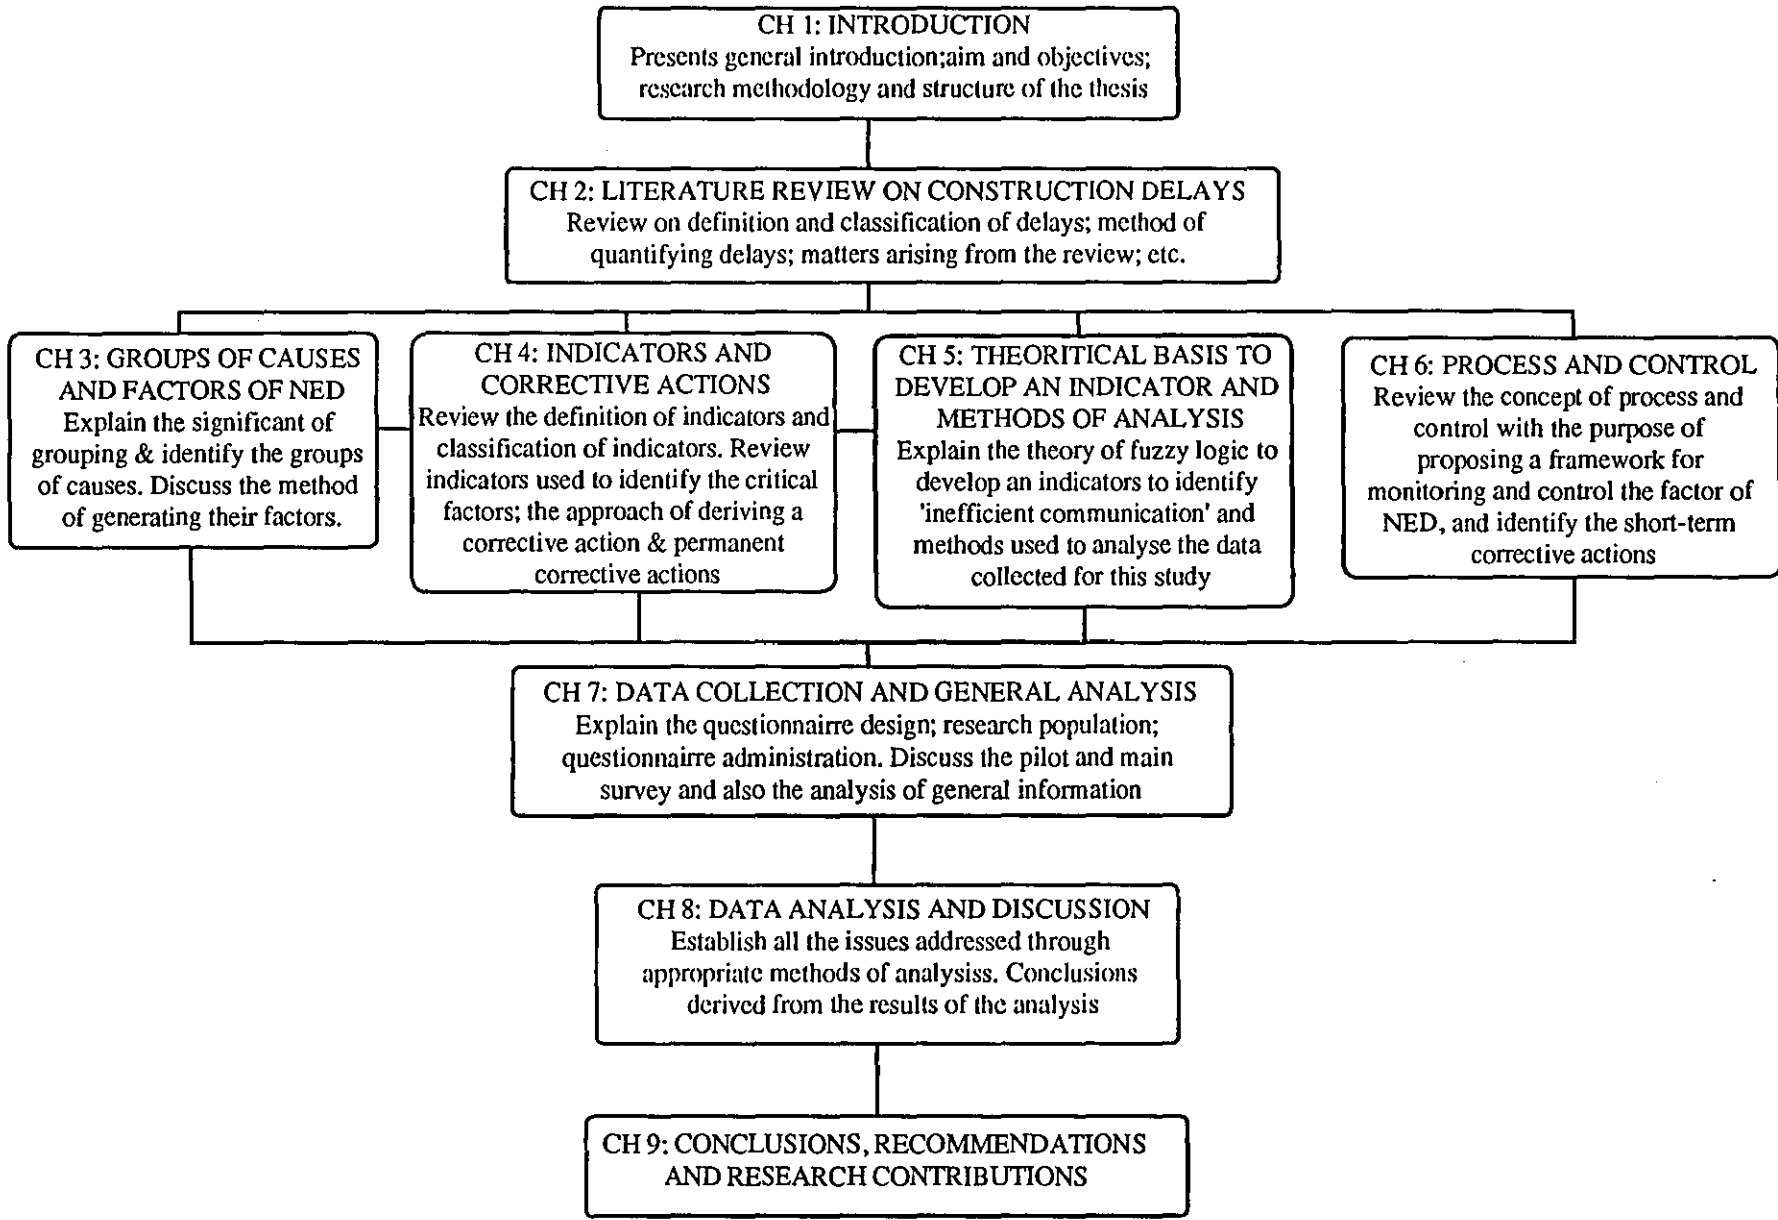 CH 1: INTRODUCTION
Presents general introduction;aim and objectives;
research methodology and structure of the thesis
CH 2: LITERATURE REVIEW ON CONSTRUCTION DELAYS
Review on definition and classification of delays; method of
quantifying delays; matters arising from the review; etc.
CH 3: GROUPS OF CAUSES
AND FACTORS OF NED
Explain the significant of
grouping & identify the groups
of causes. Discuss the method
of generating their factors.
CH 4: INDICATORS AND
CORRECTIVE ACTIONS
Review the definition of indicators and
classification of indicators. Review
indicators used to identify the critical
factors; the approach of deriving a
corrective action & permanent
corrective actions
CH 5: THEORITICAL BASIS TO
DEVELOP AN INDICATOR AND
METHODS OF ANALYSIS
Explain the theory of fuzzy logic to
develop an indicators to identify
'inefficient communication' and
methods used to analyse the data
collected for this study
CH 6: PROCESS AND CONTROL
Review the concept of process and
control with the purpose of
proposing a framework for
monitoring and control the factor of
NED, and identify the short-term
corrective actions
CH 7: DATA COLLECTION AND GENERAL ANALYSIS
Explain the questionnairre design; research population;
questionnairre administration. Discuss the pilot and main
survey and also the analysis of general information
CH 8: DATA ANALYSIS AND DISCUSSION
Establish all the issues addressed through
appropriate methods of analysiss. Conclusions
derived from the results of the analysis
CH 9: CONCLUSIONS, RECOMMENDATIONS
AND RESEARCH CONTRIBUTIONS